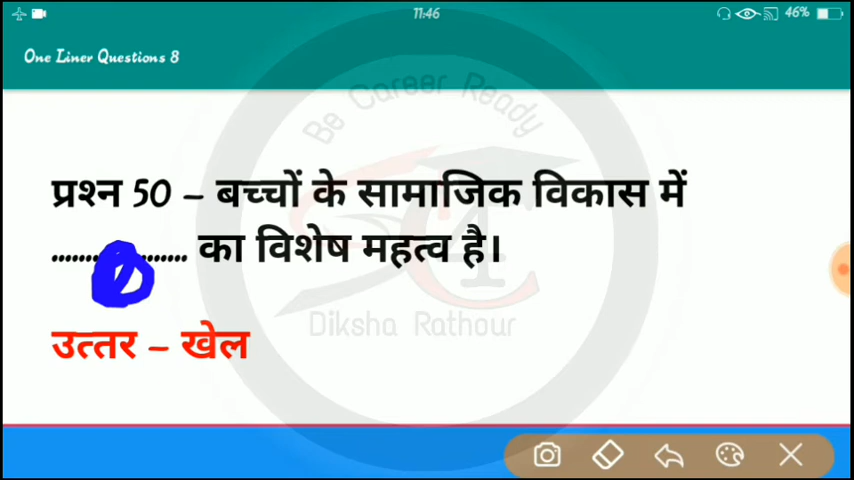 11:46
46%
One Liner Questions 8
Be Career Ready
प्रश्न 50 – बच्चों के सामाजिक विकास में
.................... का विशेष महत्व है।
Diksha Rathour
उत्तर – खेल